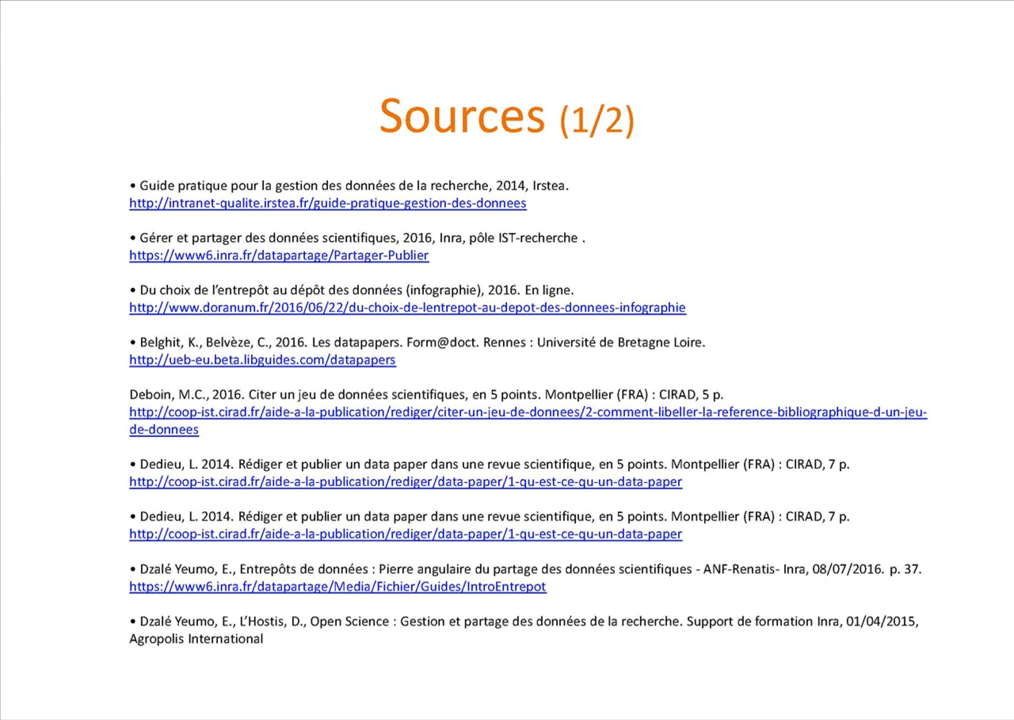 Sources (1/2)
• Guide pratique pour la gestion des données de la recherche, 2014, Irstea.
http://intranet-qualite.irstea.fr/guide-pratique-gestion-des-donnees
• Gérer et partager des données scientifiques, 2016, Inra, pôle IST-recherche .
https://www6.inra.fr/datapartage/Partager-Publier
• Du choix de l’entrepôt au dépôt des données (infographie), 2016. En ligne.
http://www.doranum.fr/2016/06/22/du-choix-de-lentrepot-au-depot-des-donnees-infographie
• Belghit, K., Belvèze, C., 2016. Les datapapers. Form@doct. Rennes : Université de Bretagne Loire.
http://ueb-eu.beta.libguides.com/datapapers
Deboin, M.C., 2016. Citer un jeu de données scientifiques, en 5 points. Montpellier (FRA) : CIRAD, 5 p.
http://coop-ist.cirad.fr/aide-a-la-publication/rediger/citer-un-jeu-de-donnees/2-comment-libeller-la-reference-bibliographique-d-un-jeu-
de-donnees
• Dedieu, L. 2014. Rédiger et publier un data paper dans une revue scientifique, en 5 points. Montpellier (FRA) : CIRAD, 7 p.
http://coop-ist.cirad.fr/aide-a-la-publication/rediger/data-paper/1-qu-est-ce-qu-un-data-paper
• Dedieu, L. 2014. Rédiger et publier un data paper dans une revue scientifique, en 5 points. Montpellier (FRA) : CIRAD, 7 p.
http://coop-ist.cirad.fr/aide-a-la-publication/rediger/data-paper/1-qu-est-ce-qu-un-data-paper
• Dzalé Yeumo, E., Entrepôts de données : Pierre angulaire du partage des données scientifiques - ANF-Renatis- Inra, 08/07/2016. p. 37.
https://www6.inra.fr/datapartage/Media/Fichier/Guides/IntroEntrepot
• Dzalé Yeumo, E., L’Hostis, D., Open Science : Gestion et partage des données de la recherche. Support de formation Inra, 01/04/2015,
Agropolis International